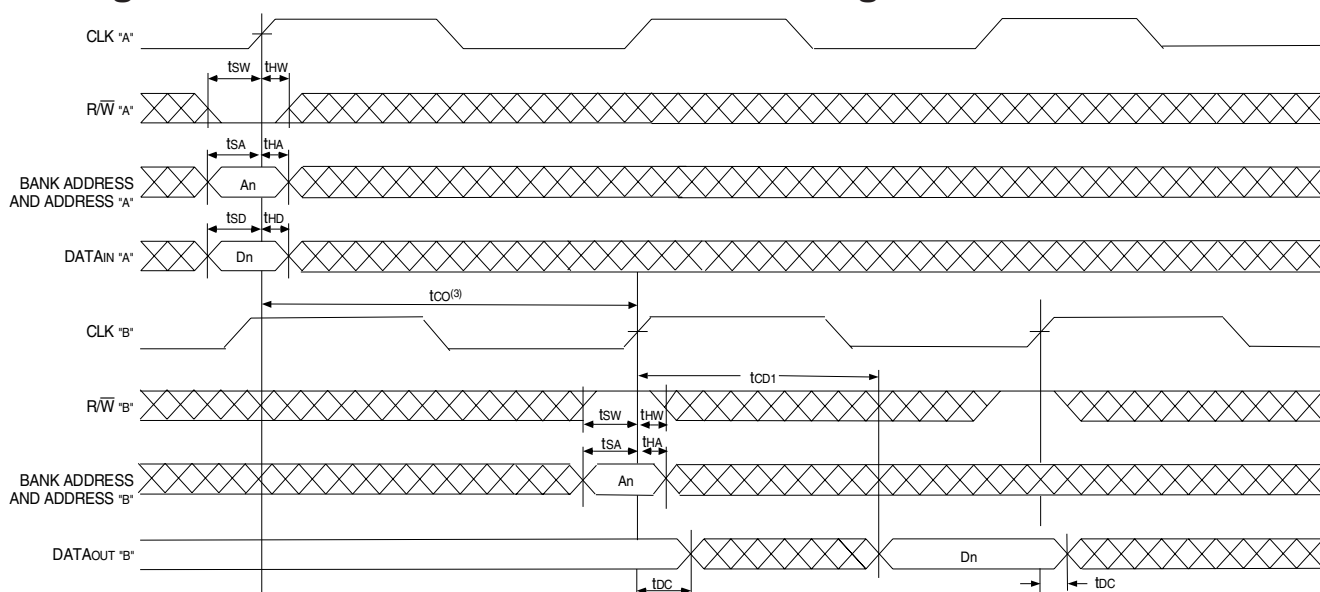 CLK "A"
tSW tHW
R/W̅ "A"
tSA tHA
BANK ADDRESS
AND ADDRESS "A"
An
tSD tHD
DATAIN "A"
Dn
tCO(3)
CLK "B"
tCD1
R/W̅ "B"
tSW tHW
tSA tHA
BANK ADDRESS
AND ADDRESS "B"
An
DATAOUT "B"
Dn
tDC
tDC